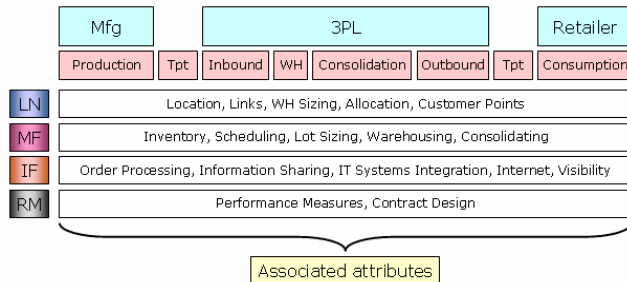 Mfg 3PL Retailer
Production Tpt Inbound WH Consolidation Outbound Tpt Consumption
LN Location, Links, WH Sizing, Allocation, Customer Points
MF Inventory, Scheduling, Lot Sizing, Warehousing, Consolidating
IF Order Processing, Information Sharing, IT Systems Integration, Internet, Visibility
RM Performance Measures, Contract Design
Associated attributes